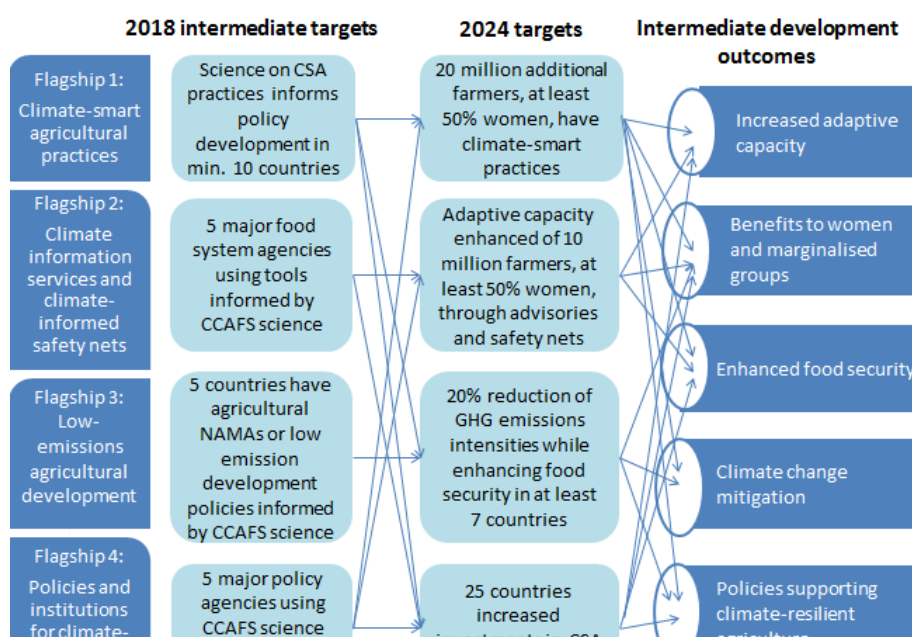 2018 intermediate targets
2024 targets
Intermediate development
outcomes
Flagship 1:
Climate-smart
agricultural
practices
Science on CSA
practices informs
policy
development in
min. 10 countries
20 million additional
farmers, at least
50% women, have
climate-smart
practices
Increased adaptive
capacity
Flagship 2:
Climate
information
services and
climate-
informed
safety nets
5 major food
system agencies
using tools
informed by
CCAFS science
Adaptive capacity
enhanced of 10
million farmers, at
least 50% women,
through advisories
and safety nets
Benefits to women
and marginalised
groups
Enhanced food security
Flagship 3:
Low-
emissions
agricultural
development
5 countries have
agricultural
NAMAs or low
emission
development
policies informed
by CCAFS science
20% reduction of
GHG emissions
intensities while
enhancing food
security in at least
7 countries
Climate change
mitigation
Flagship 4:
Policies and
institutions
for climate-
5 major policy
agencies using
CCAFS science
25 countries
increased
Policies supporting
climate-resilient